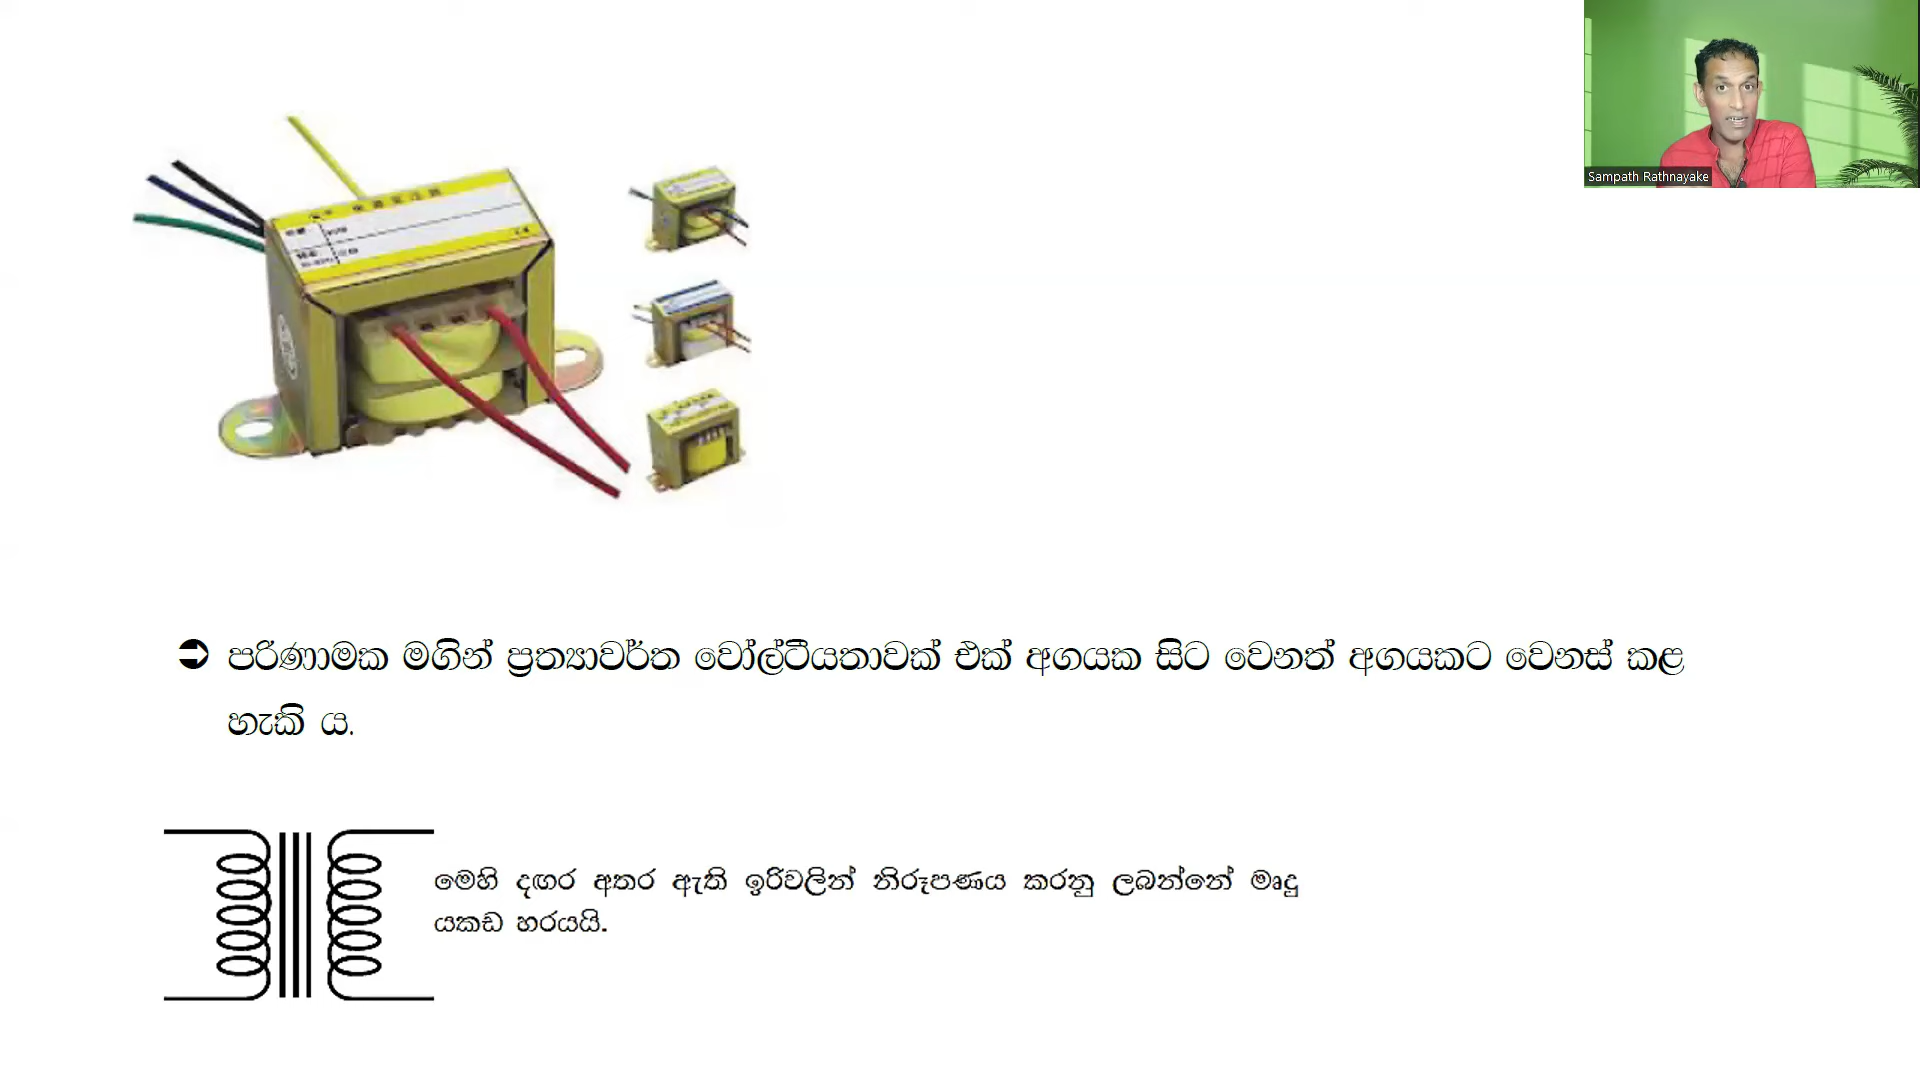 Sampath Rathnayake
පරිණාමක මගින් ප්‍රත්‍යාවර්ත වෝල්ටීයතාවක් එක් අගයක සිට වෙනත් අගයකට වෙනස් කළ
හැකි ය.
මෙහි දඟර අතර ඇති ඉරිවලින් නිරූපණය කරනු ලබන්නේ මෘදු
යකඩ හරයයි.